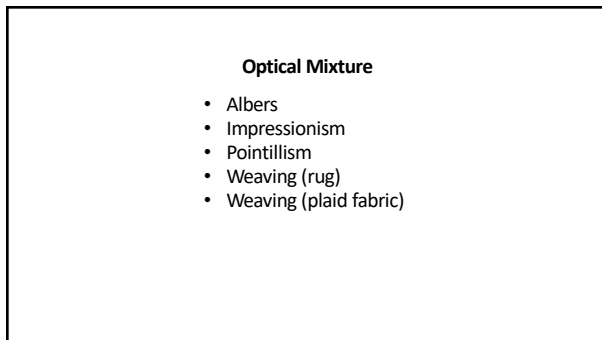 Optical Mixture
• Albers
• Impressionism
• Pointillism
• Weaving (rug)
• Weaving (plaid fabric)